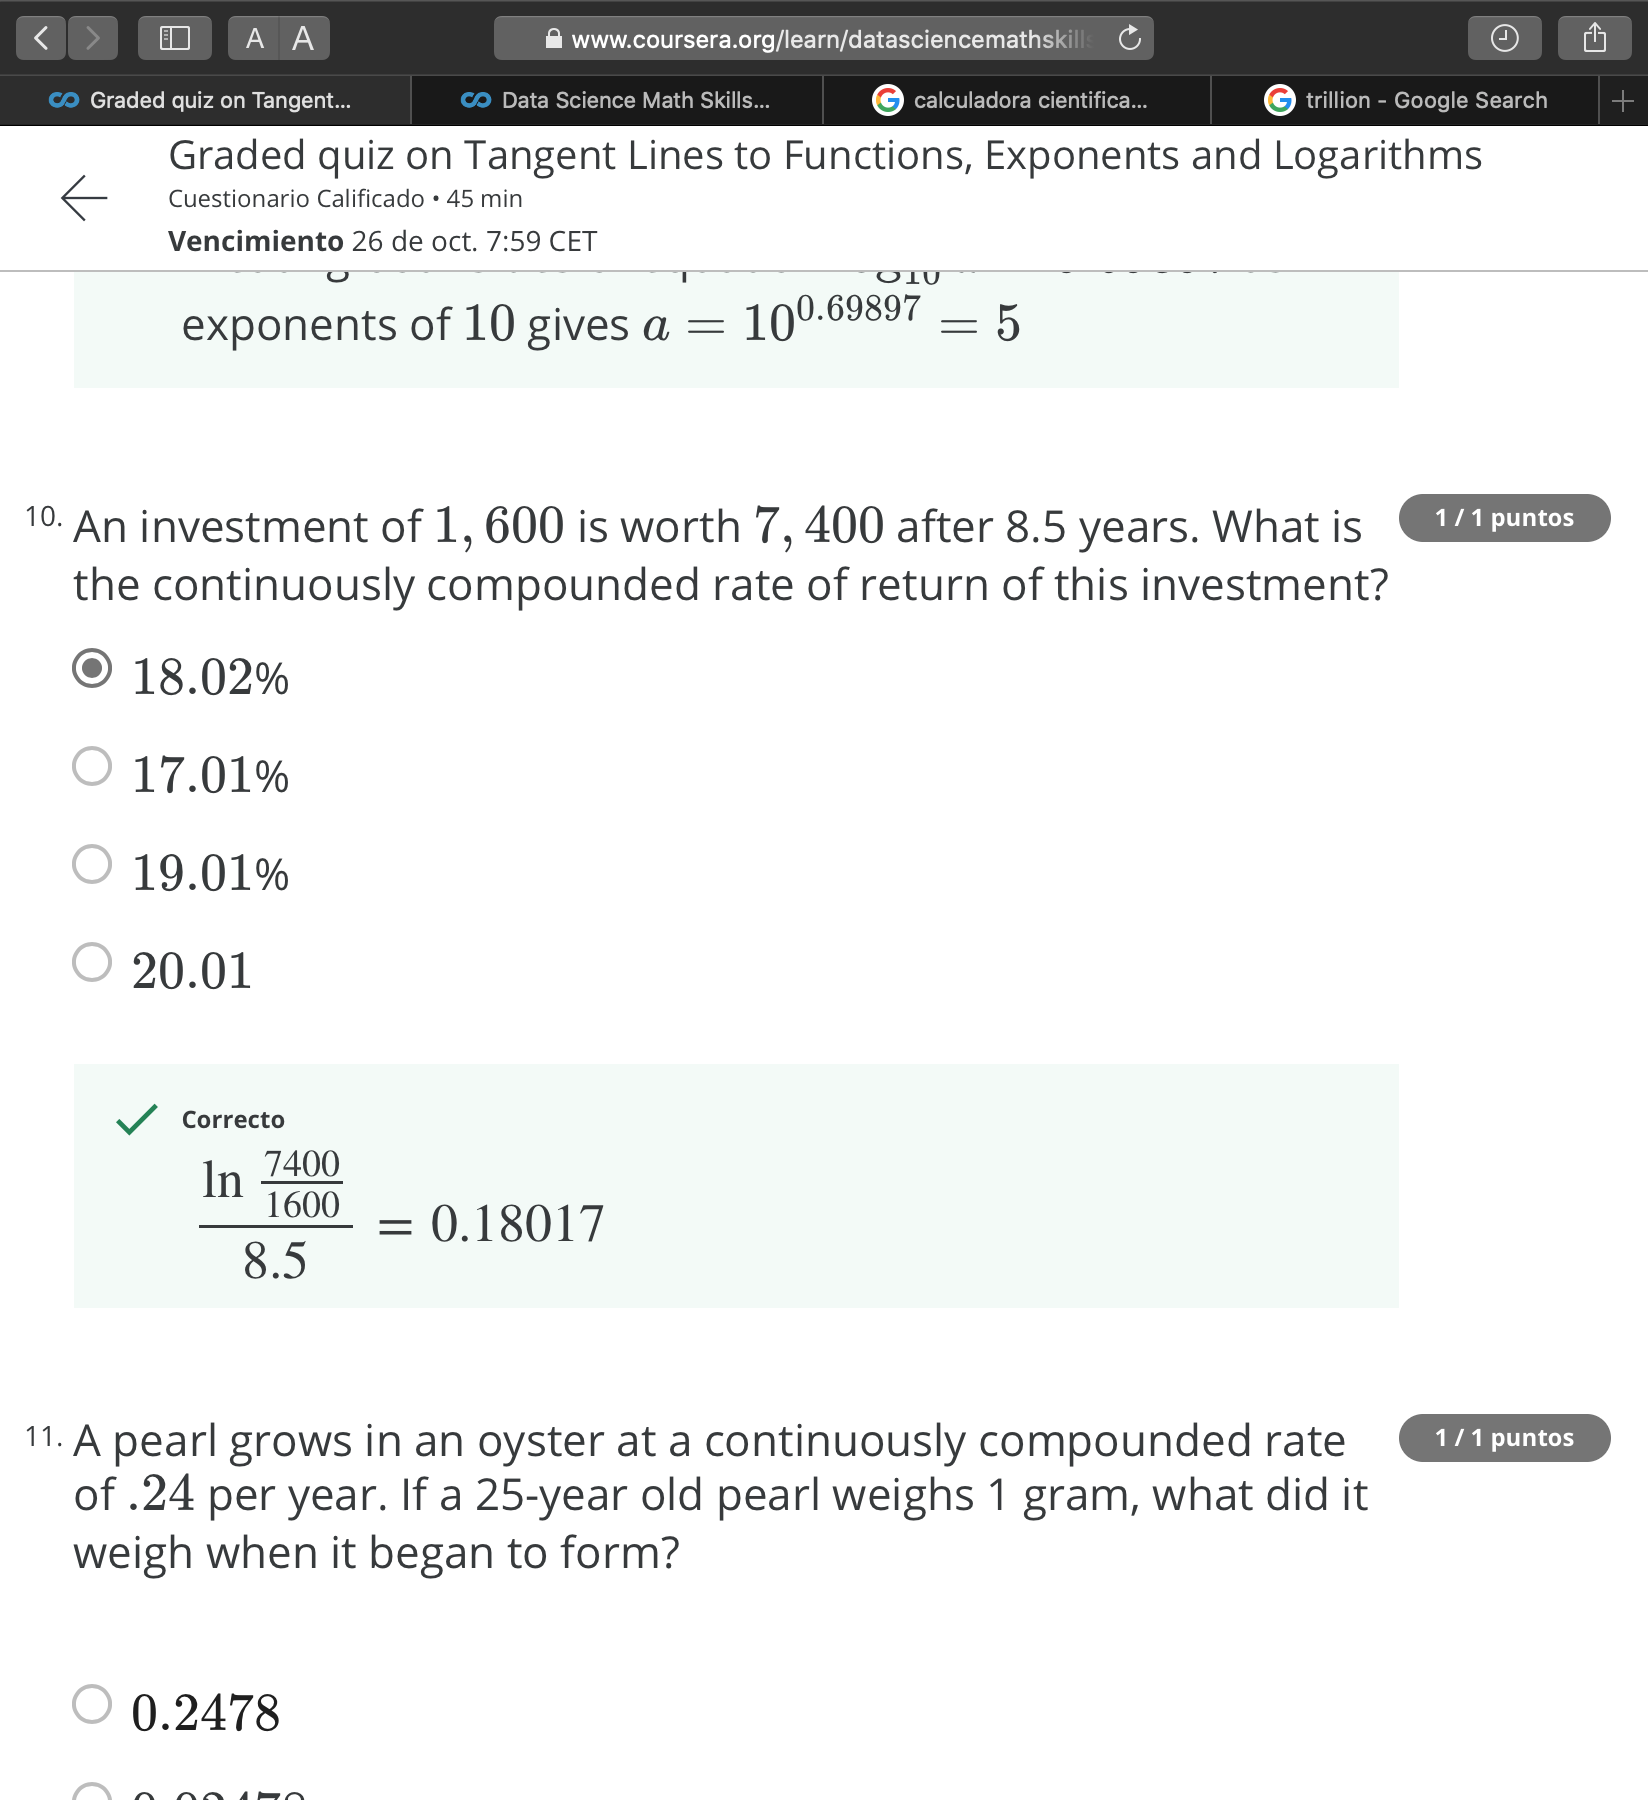 A A
www.coursera.org/learn/datasciencemathskills
Graded quiz on Tangent...
Data Science Math Skills...
calculadora cientifica...
trillion - Google Search
Graded quiz on Tangent Lines to Functions, Exponents and Logarithms
Cuestionario Calificado • 45 min
Vencimiento 26 de oct. 7:59 CET
exponents of 10 gives a = 10^0.69897 = 5
10. An investment of 1, 600 is worth 7, 400 after 8.5 years. What is
the continuously compounded rate of return of this investment?
1 / 1 puntos
18.02%
17.01%
19.01%
20.01
Correcto
ln 7400/1600 / 8.5 = 0.18017
11. A pearl grows in an oyster at a continuously compounded rate
of .24 per year. If a 25-year old pearl weighs 1 gram, what did it
weigh when it began to form?
1 / 1 puntos
0.2478